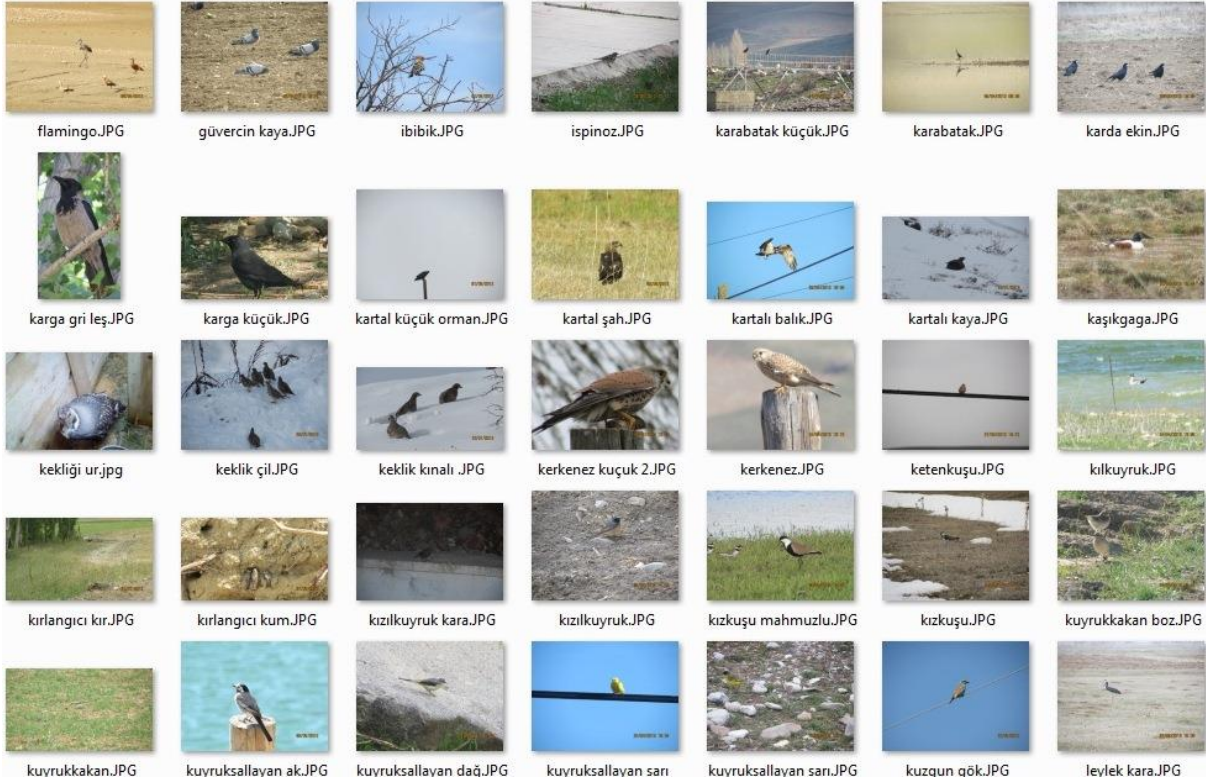 flamingo.JPG
güvercin kaya.JPG
ibibik.JPG
ispinoz.JPG
karabatak küçük.JPG
karabatak.JPG
karda ekin.JPG
karga gri leş.JPG
karga küçük.JPG
kartal küçük orman.JPG
kartal şah.JPG
kartalı balık.JPG
kartalı kaya.JPG
kaşıkgaga.JPG
kekliği ur.jpg
keklik çil.JPG
keklik kınalı .JPG
kerkenez kuçuk 2.JPG
kerkenez.JPG
ketenkuşu.JPG
kılkuyruk.JPG
kırlangıcı kır.JPG
kırlangıcı kum.JPG
kızılkuyruk kara.JPG
kızılkuyruk.JPG
kızkuşu mahmuzlu.JPG
kızkuşu.JPG
kuyrukkakan boz.JPG
kuyrukkakan.JPG
kuyruksallayan ak.JPG
kuyruksallayan dağ.JPG
kuyruksallayan sarı
kuyruksallayan sarı.JPG
kuzgun gök.JPG
leylek kara.JPG